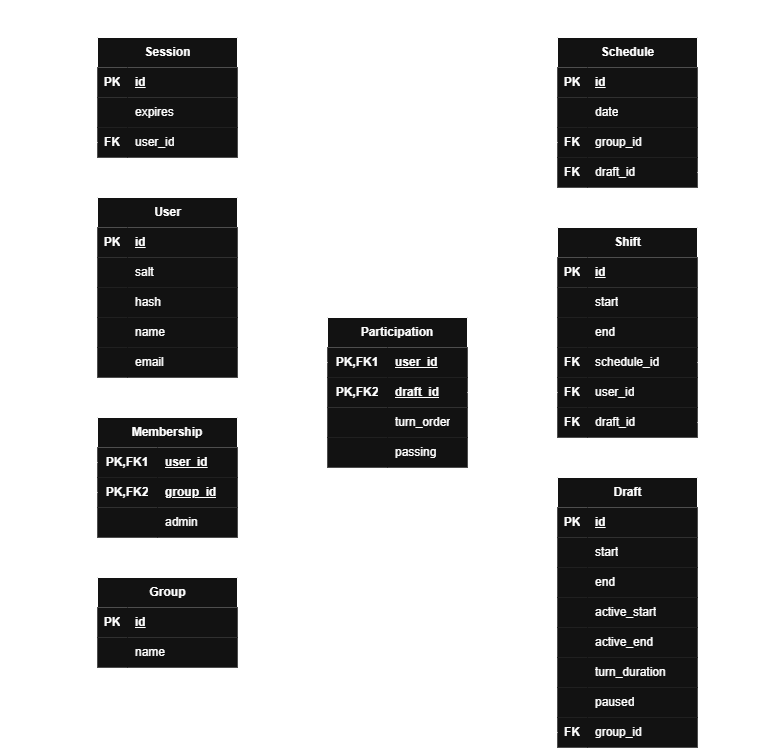 Session
PK id
expires
FK user_id
User
PK id
salt
hash
name
email
Membership
PK,FK1 user_id
PK,FK2 group_id
admin
Group
PK id
name
Participation
PK,FK1 user_id
PK,FK2 draft_id
turn_order
passing
Schedule
PK id
date
FK group_id
FK draft_id
Shift
PK id
start
end
FK schedule_id
FK user_id
FK draft_id
Draft
PK id
start
end
active_start
active_end
turn_duration
paused
FK group_id